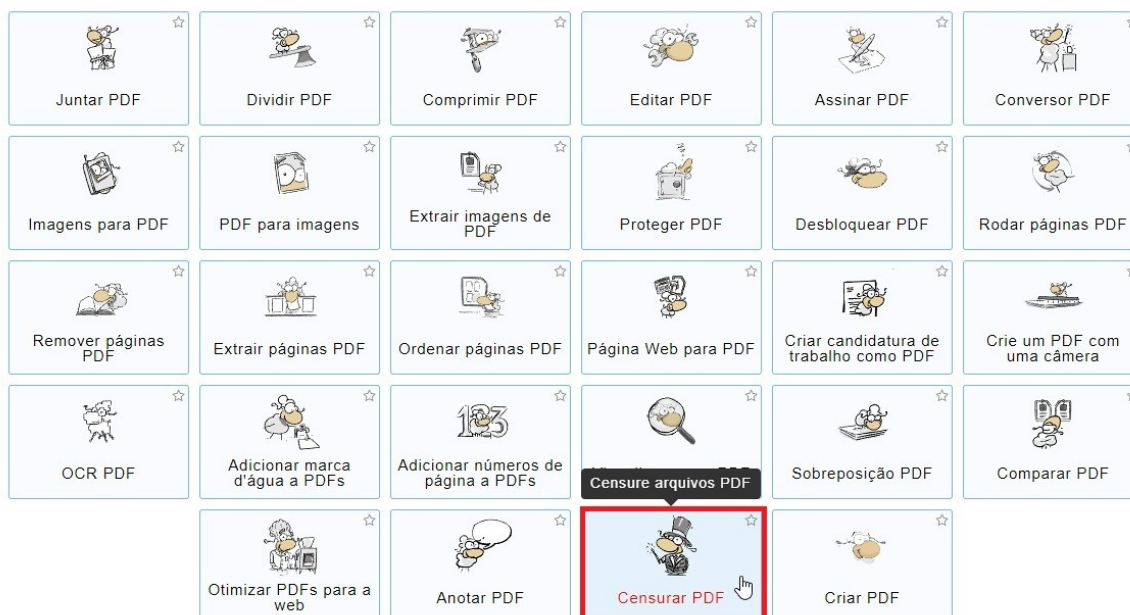 Juntar PDF
Dividir PDF
Comprimir PDF
Editar PDF
Assinar PDF
Conversor PDF
Imagens para PDF
PDF para imagens
Extrair imagens de
PDF
Proteger PDF
Desbloquear PDF
Rodar páginas PDF
Remover páginas
PDF
Extrair páginas PDF
Ordenar páginas PDF
Página Web para PDF
Criar candidatura de
trabalho como PDF
Crie um PDF com
uma câmera
OCR PDF
Adicionar marca
d'água a PDFs
123
Adicionar números de
página a PDFs
Censure arquivos PDF
Sobreposição PDF
Comparar PDF
Otimizar PDFs para a
web
Anotar PDF
Censurar PDF
Criar PDF